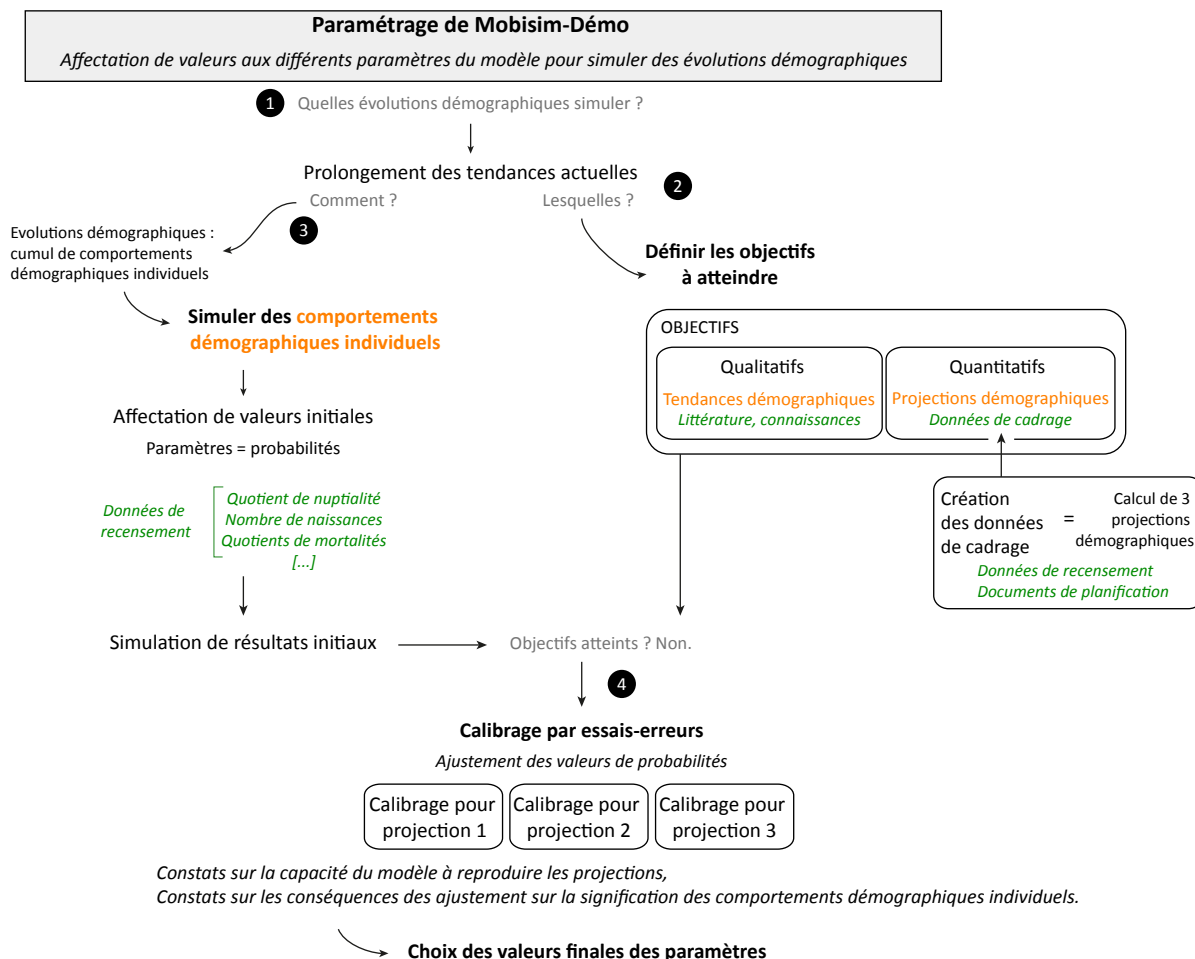 Paramétrage de Mobisim-Démo
Affectation de valeurs aux différents paramètres du modèle pour simuler des évolutions démographiques
1 Quelles évolutions démographiques simuler ?
Prolongement des tendances actuelles
2
Comment ?
Lesquelles ?
3
Evolutions démographiques :
cumul de comportements
démographiques individuels
Définir les objectifs
à atteindre
Simuler des comportements
démographiques individuels
OBJECTIFS
Qualitatifs
Tendances démographiques
Littérature, connaissances
Quantitatifs
Projections démographiques
Données de cadrage
Affectation de valeurs initiales
Paramètres = probabilités
Données de
recensement
Quotient de nuptialité
Nombre de naissances
Quotients de mortalités
[...]
Création
des données
de cadrage
=
Calcul de 3
projections
démographiques
Données de recensement
Documents de planification
Simulation de résultats initiaux
Objectifs atteints ? Non.
4
Calibrage par essais-erreurs
Ajustement des valeurs de probabilités
Calibrage pour
projection 1
Calibrage pour
projection 2
Calibrage pour
projection 3
Constats sur la capacité du modèle à reproduire les projections,
Constats sur les conséquences des ajustement sur la signification des comportements démographiques individuels.
Choix des valeurs finales des paramètres